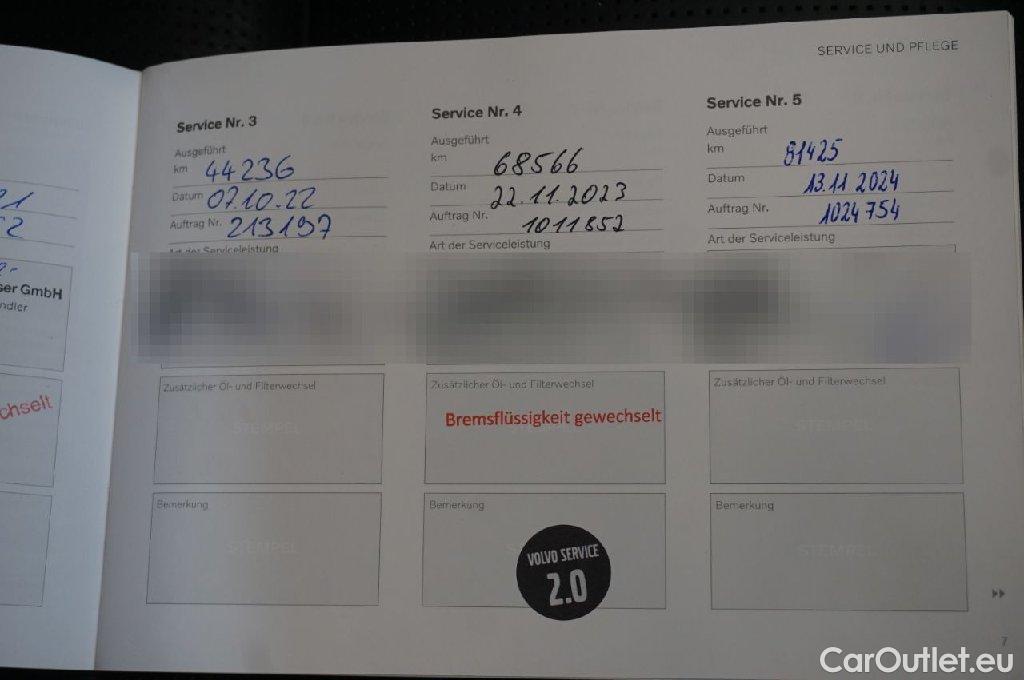 SERVICE UND PFLEGE
Service Nr. 3
Ausgeführt
km 44236
Datum 07.10.22
Auftrag Nr. 213197
Art der Serviceleistung
Zusätzlicher Öl- und Filterwechsel
STEMPEL
Bemerkung
STEMPEL
Service Nr. 4
Ausgeführt
km 68566
Datum 22.11.2023
Auftrag Nr. 1011852
Art der Serviceleistung
Zusätzlicher Öl- und Filterwechsel
Bremsflüssigkeit gewechselt
Bemerkung
VOLVO SERVICE
2.0
Service Nr. 5
Ausgeführt
km 81425
Datum 13.11.2024
Auftrag Nr. 1024754
Art der Serviceleistung
Zusätzlicher Öl- und Filterwechsel
STEMPEL
Bemerkung
STEMPEL
7
CarOutlet.eu